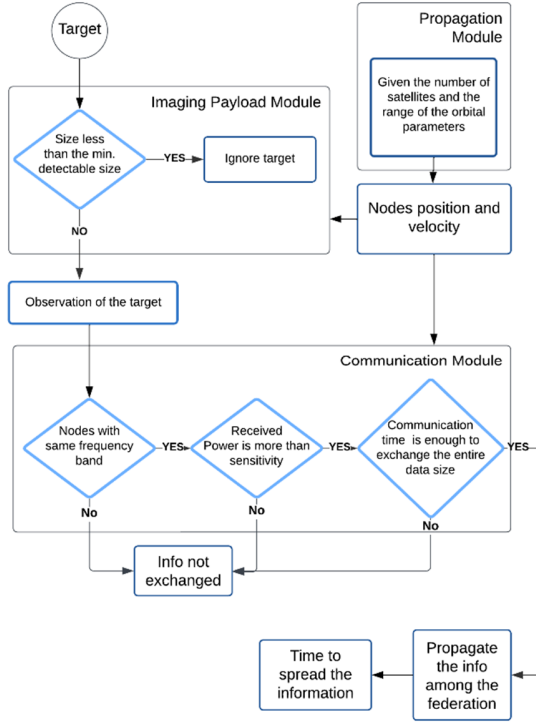 Target
Propagation
Module
Given the number of
satellites and the
range of the orbital
parameters
Imaging Payload Module
Size less
than the min.
detectable size
YES
Ignore target
NO
Nodes position and
velocity
Observation of the target
Communication Module
Nodes with
same frequency
band
YES
Received
Power is more than
sensitivity
YES
Communication
time is enough to
exchange the entire
data size
YES
No
No
No
Info not
exchanged
Time to
spread the
information
Propagate
the info
among the
federation